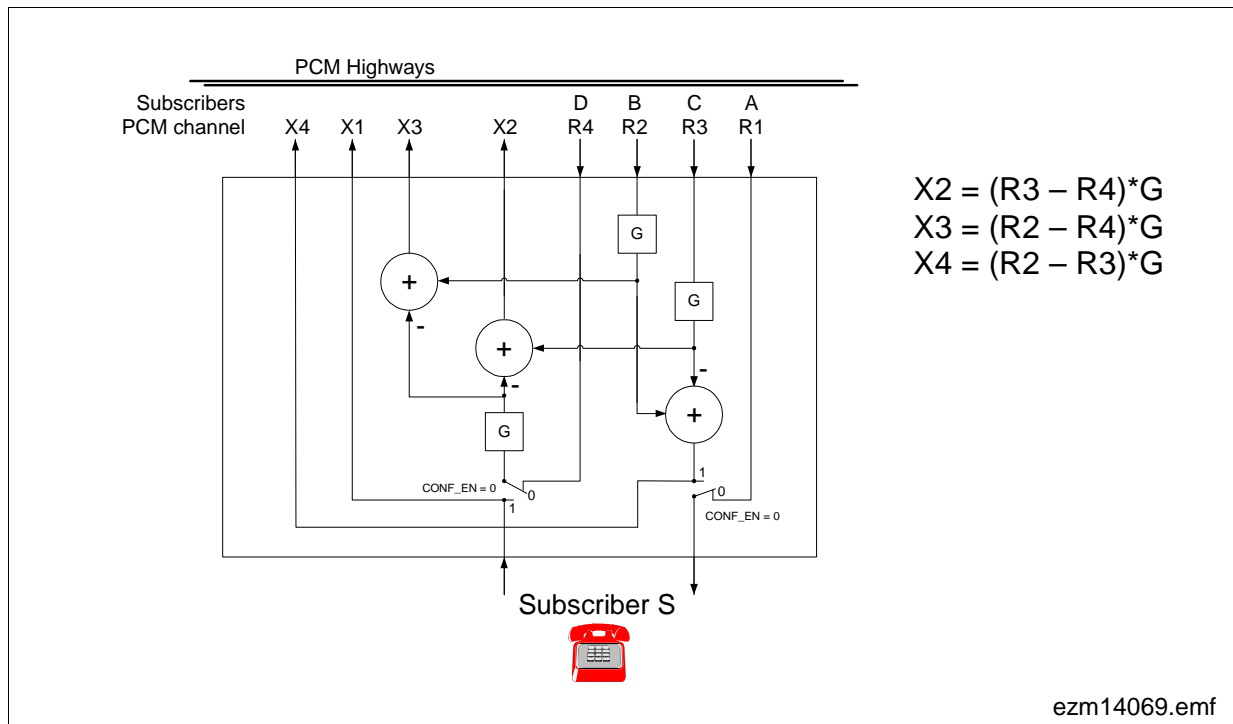 PCM Highways
Subscribers D B C A
PCM channel X4 X1 X3 X2 R4 R2 R3 R1
X2 = (R3 – R4)*G
X3 = (R2 – R4)*G
X4 = (R2 – R3)*G
G
G
+
-
+
-
-
+
G
1
CONF_EN = 0
0
0
1
CONF_EN = 0
Subscriber S
ezm14069.emf